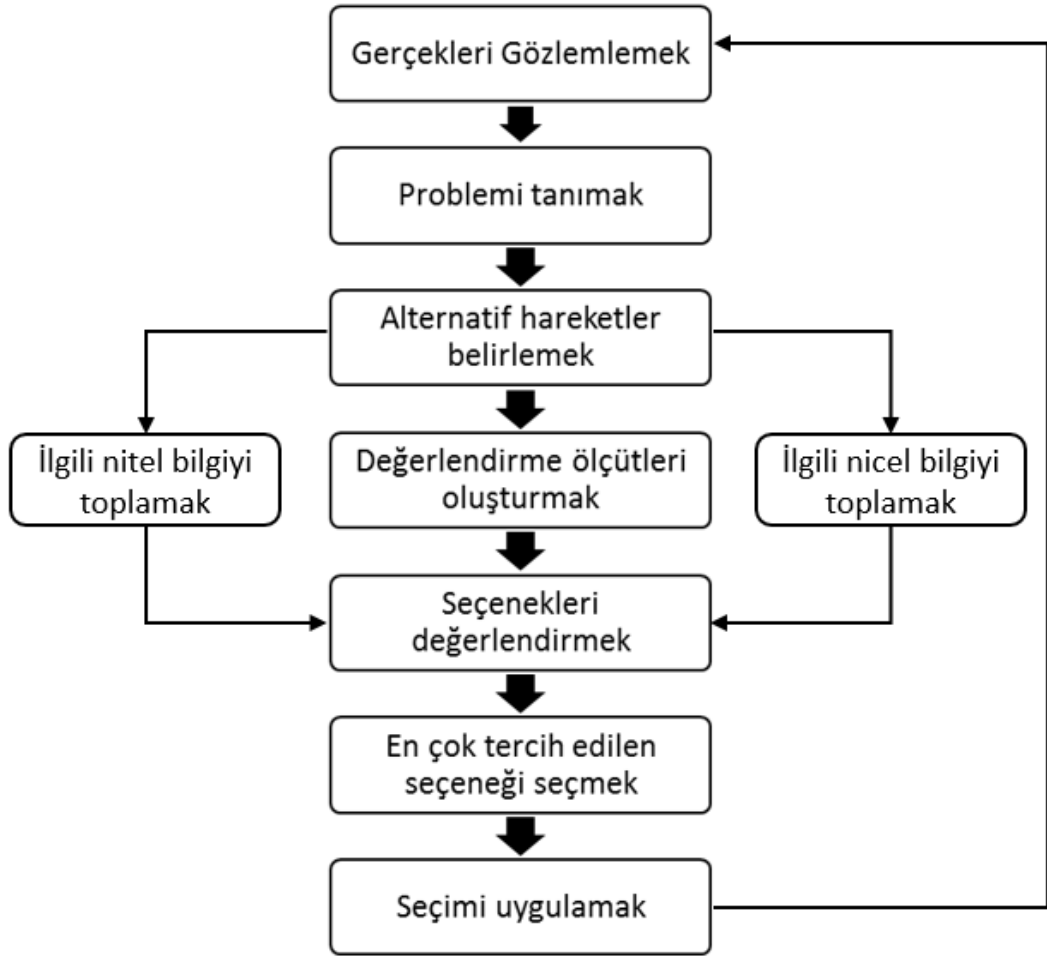 Gerçekleri Gözlemlemek
Problemi tanımak
Alternatif hareketler
belirlemek
İlgili nitel bilgiyi
toplamak
Değerlendirme ölçütleri
oluşturmak
İlgili nicel bilgiyi
toplamak
Seçenekleri
değerlendirmek
En çok tercih edilen
seçeneği seçmek
Seçimi uygulamak